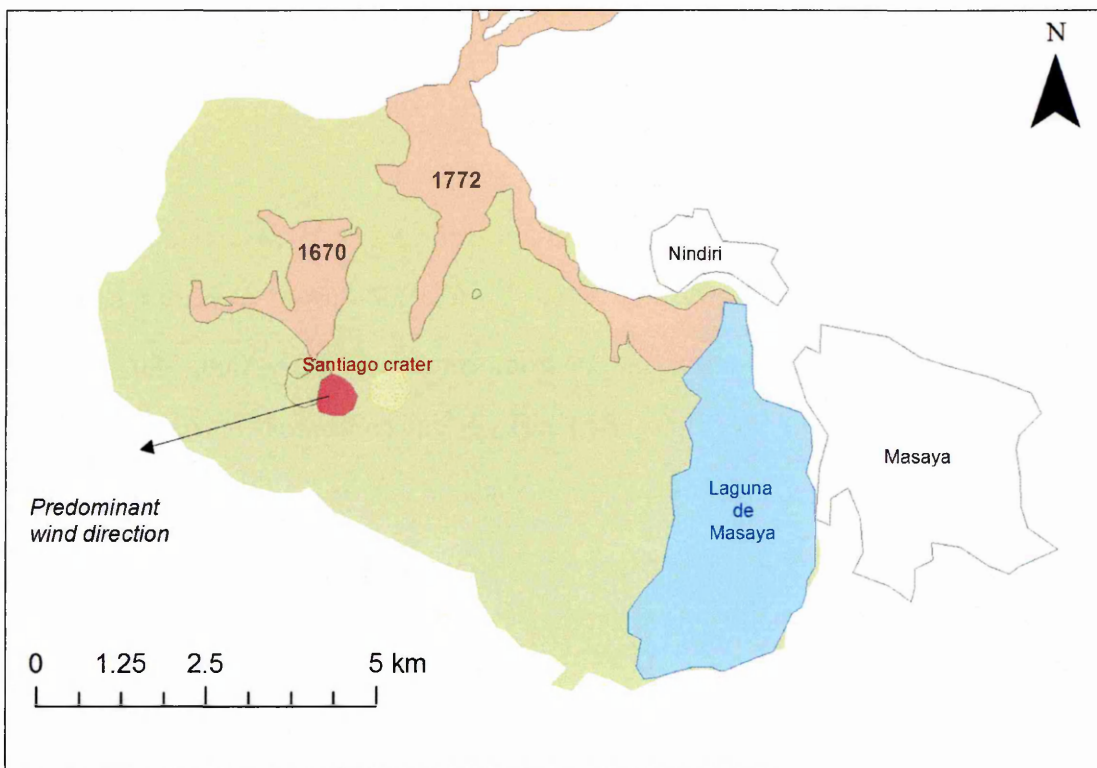 N
1772
1670
Nindiri
Santiago crater
Masaya
Laguna
de
Masaya
Predominant
wind direction
0 1.25 2.5 5 km